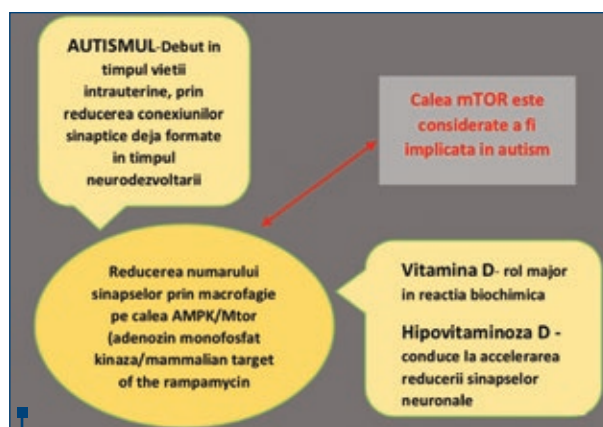 AUTISMUL-Debut in
timpul vietii
intrauterine, prin
reducerea conexiunilor
sinaptice deja formate
in timpul
neurodezvoltarii
Calea mTOR este
considerate a fi
implicata in autism
Reducerea numarului
sinapselor prin macrofagie
pe calea AMPK/Mtor
(adenozin monofosfat
kinaza/mammalian target
of the rampamycin
Vitamina D- rol major
in reactia biochimica
Hipovitaminoza D -
conduce la accelerarea
reducerii sinapselor
neuronale